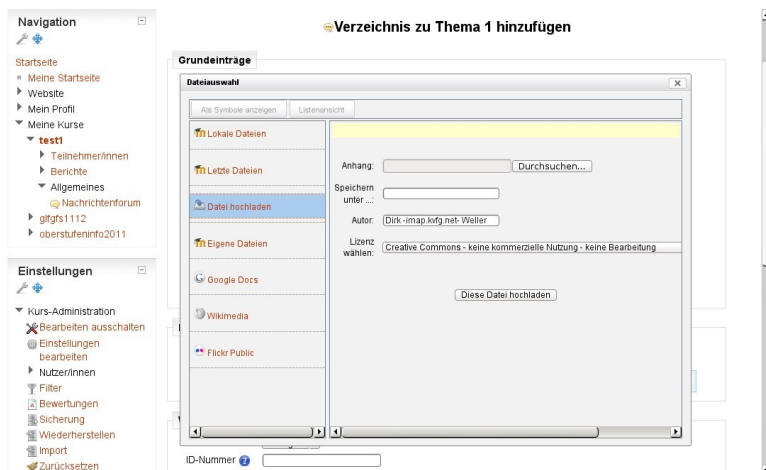 Navigation
Startseite
Meine Startseite
Website
Mein Profil
Meine Kurse
test1
Teilnehmer/innen
Berichte
Allgemeines
Nachrichtenforum
glfgfs1112
oberstufeninfo2011
Einstellungen
Kurs-Administration
Bearbeiten ausschalten
Einstellungen
bearbeiten
Nutzer/innen
Filter
Bewertungen
Sicherung
Wiederherstellen
Import
Zurücksetzen
Verzeichnis zu Thema 1 hinzufügen
Grundeinträge
Dateiauswahl
Als Symbole anzeigen
Listenansicht
Lokale Dateien
Letzte Dateien
Datei hochladen
Eigene Dateien
Google Docs
Wikimedia
Flickr Public
Anhang:
Durchsuchen...
Speichern
unter ...:
Autor: Dirk -imap.kvfg.net- Weller
Lizenz
wählen:
Creative Commons - keine kommerzielle Nutzung - keine Bearbeitung
Diese Datei hochladen
ID-Nummer